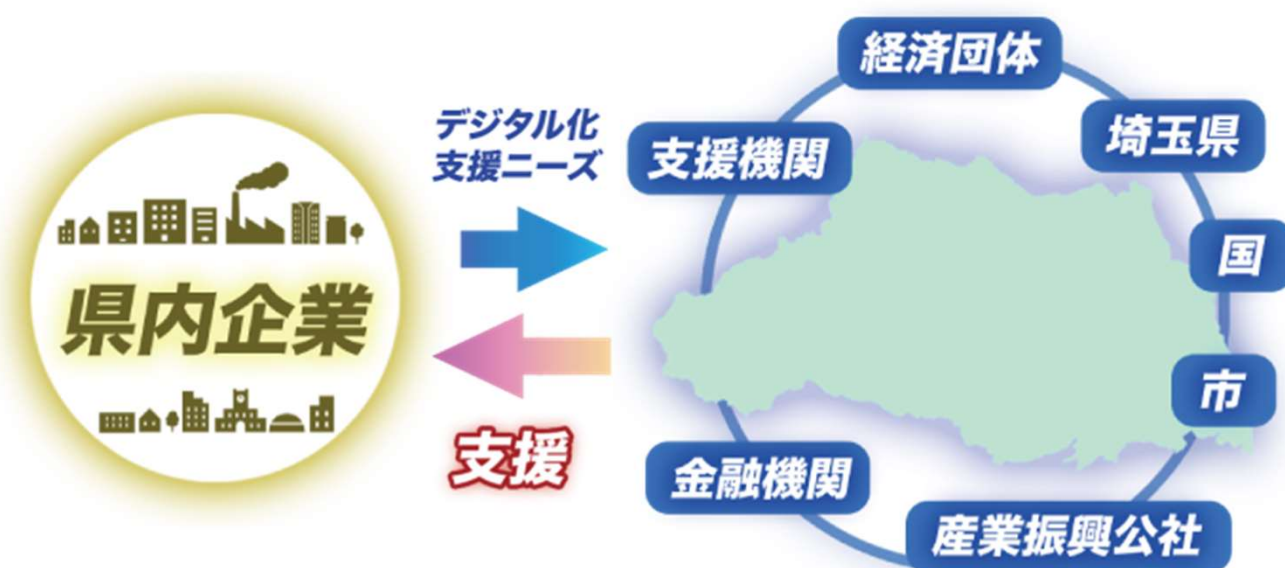 県内企業
デジタル化
支援ニーズ
支援
経済団体
支援機関
埼玉県
国
市
金融機関
産業振興公社